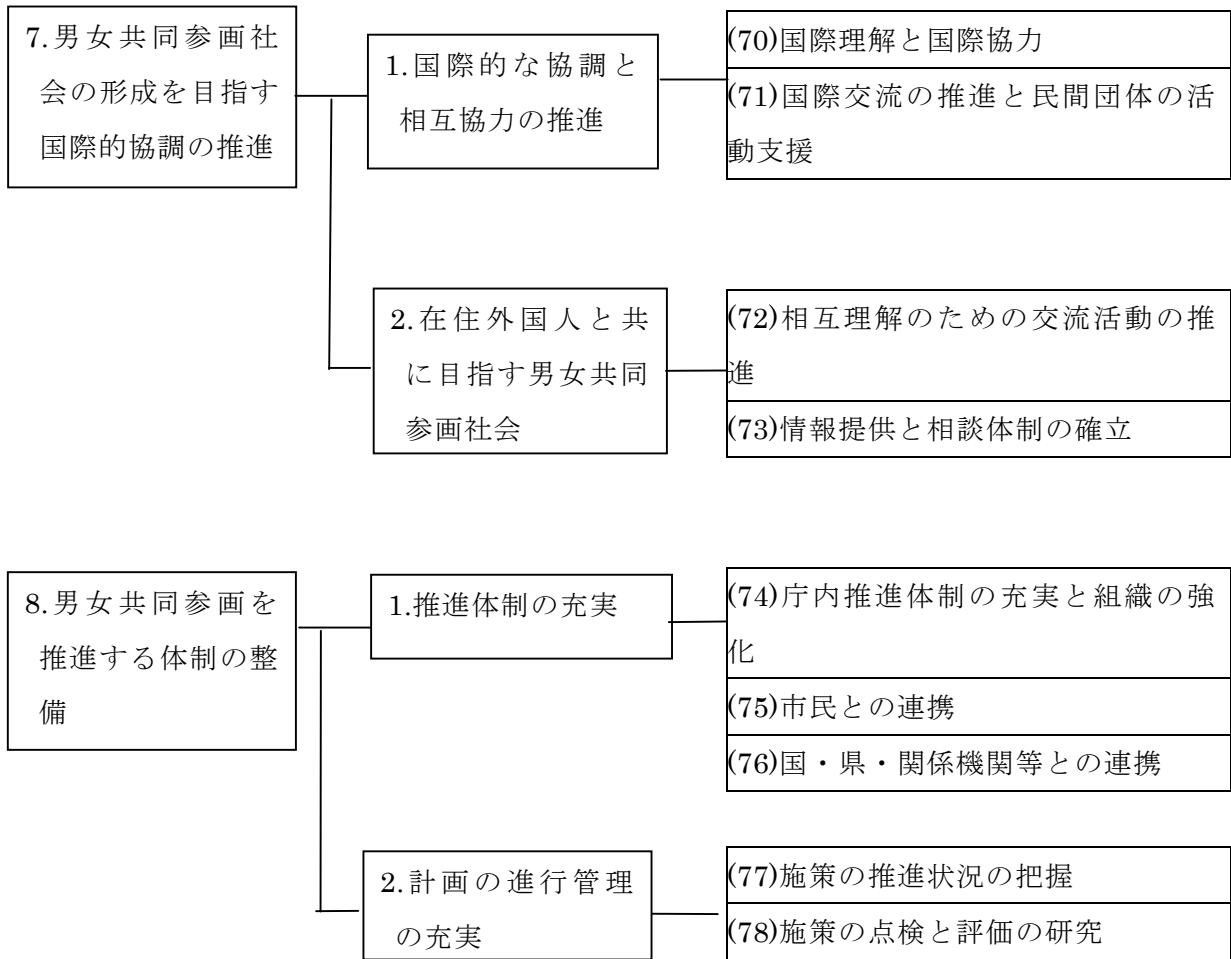 7.男女共同参画社
会の形成を目指す
国際的協調の推進
1.国際的な協調と
相互協力の推進
(70)国際理解と国際協力
(71)国際交流の推進と民間団体の活
動支援
2.在住外国人と共
に目指す男女共同
参画社会
(72)相互理解のための交流活動の推
進
(73)情報提供と相談体制の確立
8.男女共同参画を
推進する体制の整
備
1.推進体制の充実
(74)庁内推進体制の充実と組織の強
化
(75)市民との連携
(76)国・県・関係機関等との連携
2.計画の進行管理
の充実
(77)施策の推進状況の把握
(78)施策の点検と評価の研究